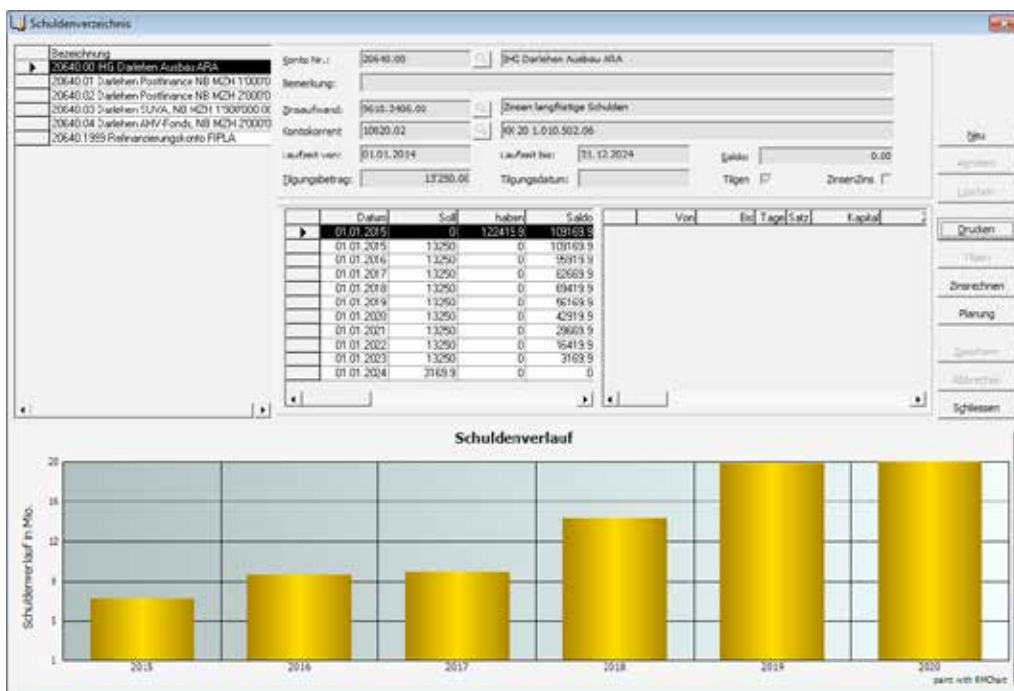 Schuldenverzeichnis
Bezeichnung
20640.00 IHG Darlehen Ausbau ARA
20640.01 Darlehen Postfinance NB MZH 1'000'0
20640.02 Darlehen Postfinance NB MZH 2'000'0
20640.03 Darlehen SUVA, NB MZH 1'500'000.00
20640.04 Darlehen AHV-Fonds, NB MZH 2'000'0
20640.1999 Refinanzierungskonto FIPLA
Konto Nr.: 20640.00 IHG Darlehen Ausbau ARA
Bemerkung:
Zinsaufwand: 9610.3406.00 Zinsen langfristige Schulden
Kontokorrent 10020.02 KK 20 1.010.502.06
Laufzeit von: 01.01.2014 Laufzeit bis: 31.12.2024 Saldo: 0.00
Tilgungsbetrag: 13'250.00 Tilgungsdatum: Tilgen ZinsenZins
Neu
Löschen
Drucken
Tilgen
Zinsrechnen
Planung
Speichern
Abbrechen
Schliessen
Datum Soll haben Saldo
01.01.2015 0 122419.9 109169.9
01.01.2015 13250 0 109169.9
01.01.2016 13250 0 95919.9
01.01.2017 13250 0 82669.9
01.01.2018 13250 0 69419.9
01.01.2019 13250 0 56169.9
01.01.2020 13250 0 42919.9
01.01.2021 13250 0 29669.9
01.01.2022 13250 0 16419.9
01.01.2023 13250 0 3169.9
01.01.2024 3169.9 0 0
Von Bis Tage Satz Kapital
Schuldenverlauf
Schuldenverlauf in Mio.
20
16
12
9
5
1
2015 2016 2017 2018 2019 2020
paint with RMChart